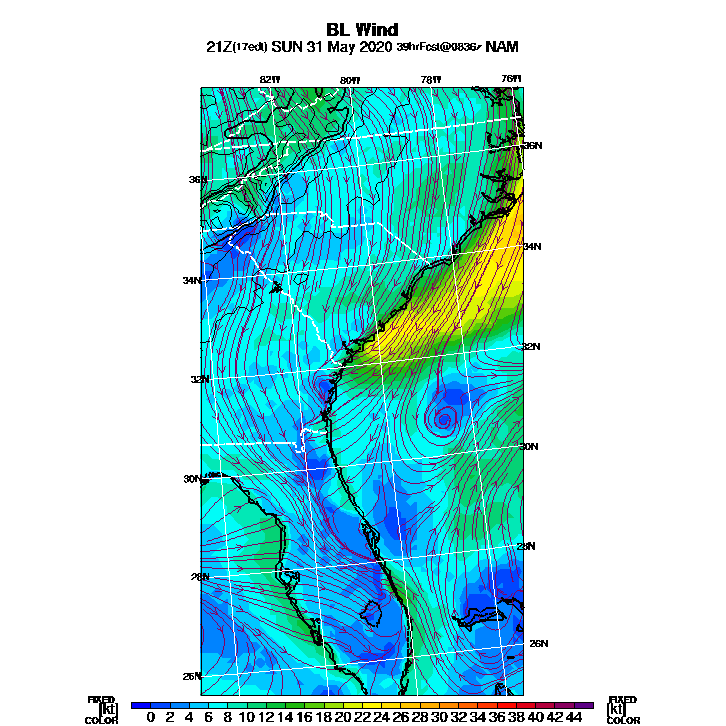 BL Wind
21Z(17edt) SUN 31 May 2020 39hrFcst@0836z NAM
82W 80W 78W 76W
36N
36N
34N
34N
32N
32N
30N
30N
28N
28N
26N
26N
FIXED FIXED
[kt] [kt]
COLOR COLOR
0 2 4 6 8 10 12 14 16 18 20 22 24 26 28 30 32 34 36 38 40 42 44